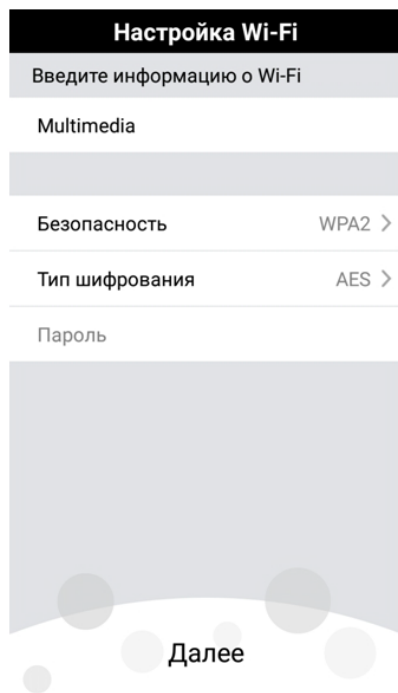 Настройка Wi-Fi
Введите информацию о Wi-Fi
Multimedia
Безопасность WPA2
Тип шифрования AES
Пароль
Далее